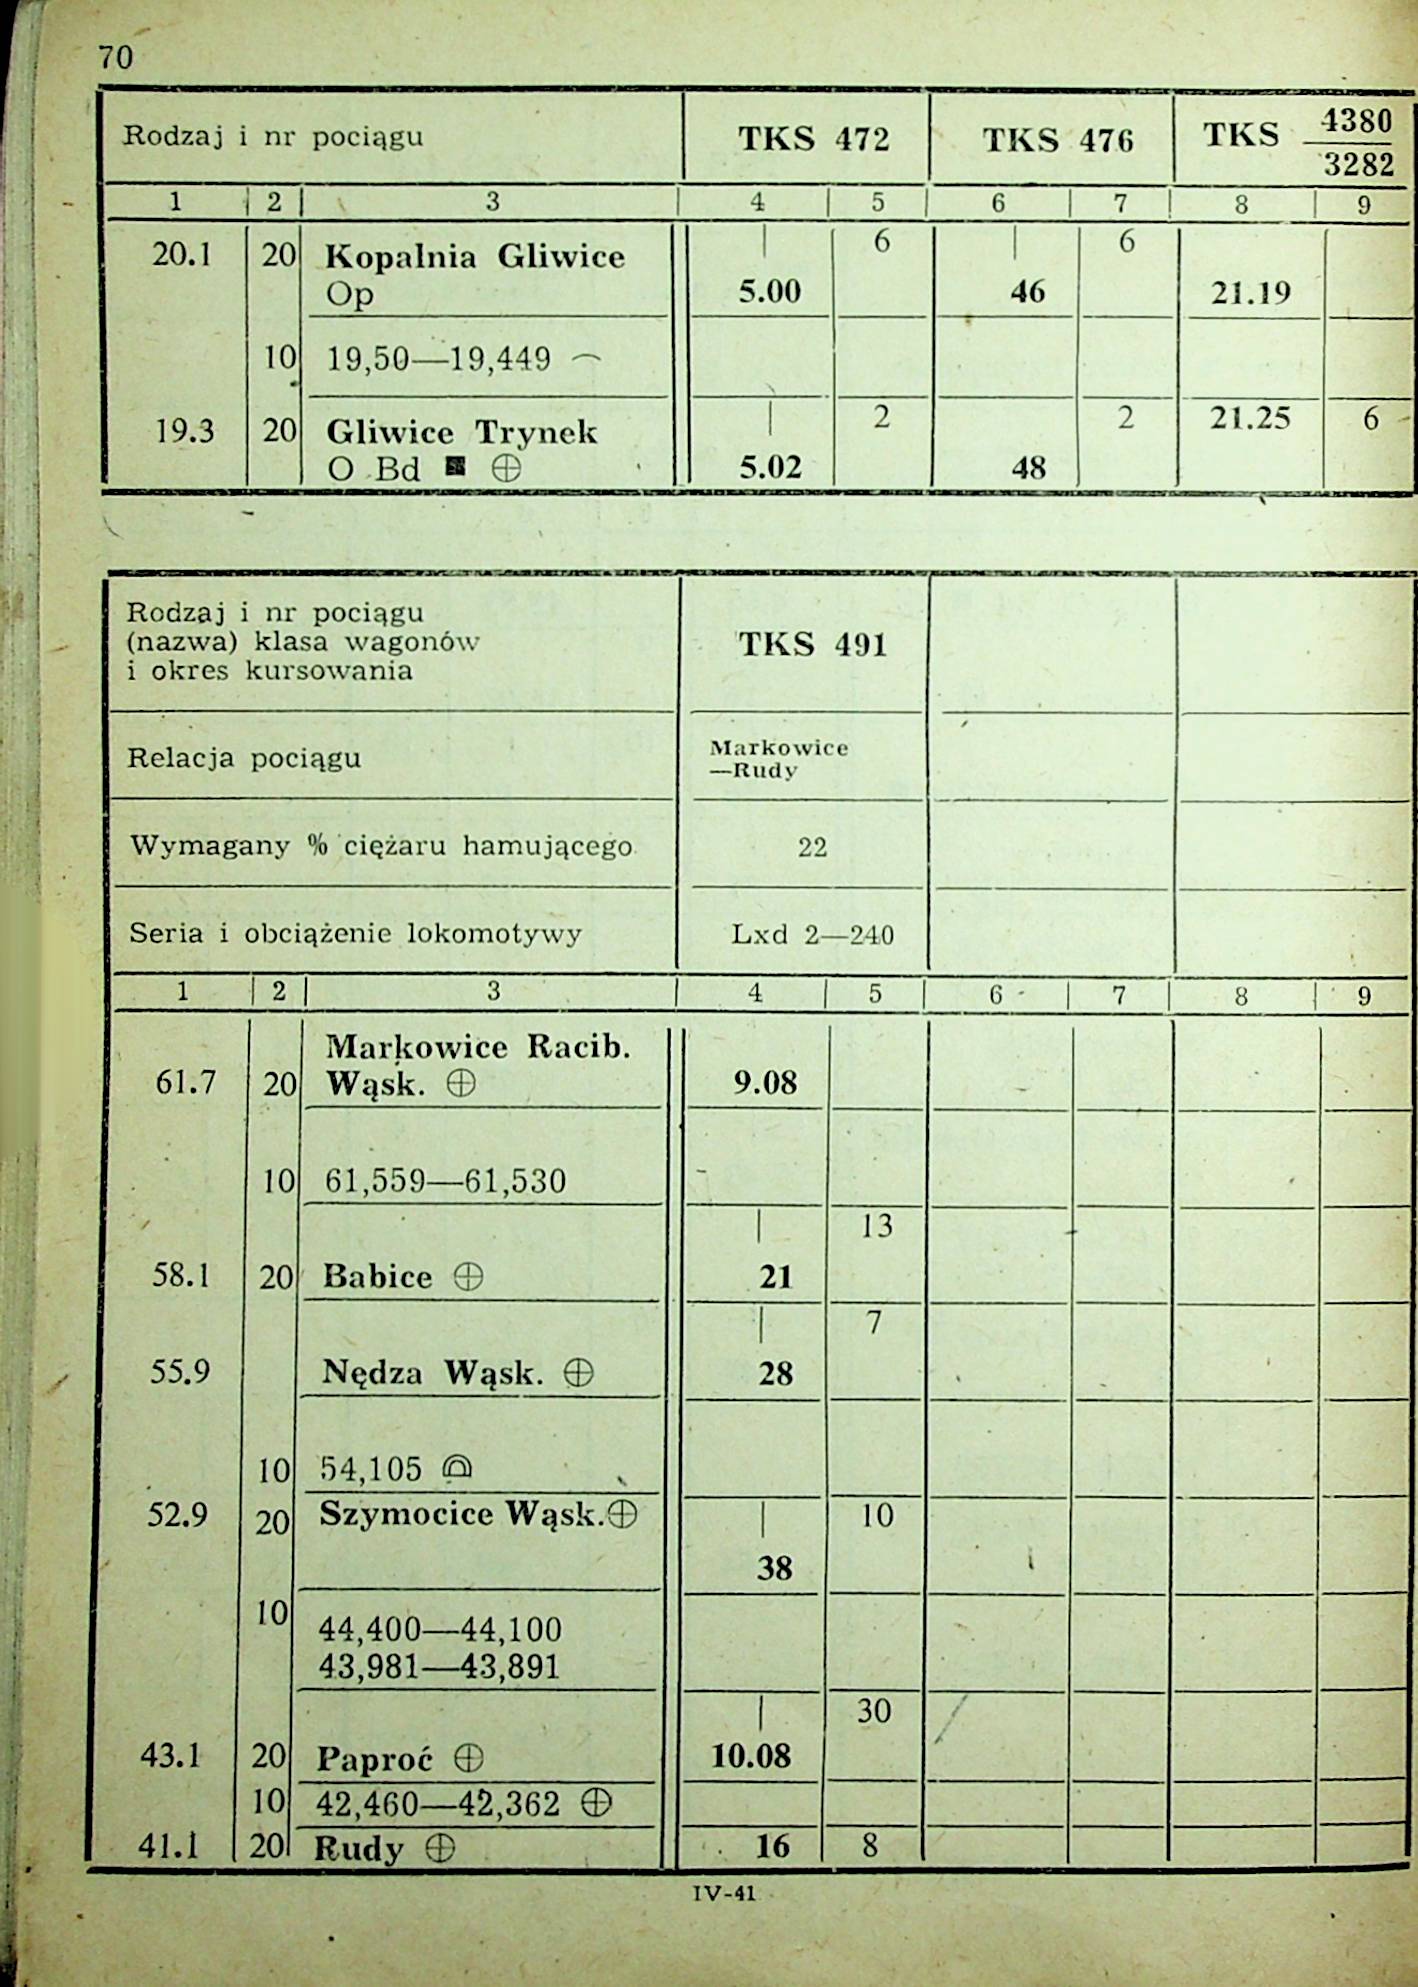 70
Rodzaj i nr pociągu TKS 472 TKS 476 TKS 4380
3282
1 2 3 4 5 6 7 8 9
| 6 | 6
20.1 20 Kopalnia Gliwice
Op 5.00 46 21.19
10 19,50—19,449 ⌒
| 2 2 21.25 6
19.3 20 Gliwice Trynek
O Bd ■ ⊕ 5.02 48
Rodzaj i nr pociągu
(nazwa) klasa wagonów TKS 491
i okres kursowania
Relacja pociągu Markowice
—Rudy
Wymagany % ciężaru hamującego 22
Seria i obciążenie lokomotywy Lxd 2—240
1 2 3 4 5 6 7 8 9
Markowice Racib.
61.7 20 Wąsk. ⊕ 9.08
10 61,559—61,530
| 13
58.1 20 Babice ⊕ 21
| 7
55.9 Nędza Wąsk. ⊕ 28
10 54,105
52.9 20 Szymocice Wąsk.⊕ | 10
38
10 44,400—44,100
43,981—43,891
| 30
43.1 20 Paproć ⊕ 10.08
10 42,460—42,362 ⊕
41.1 20 Rudy ⊕ 16 8
IV-41